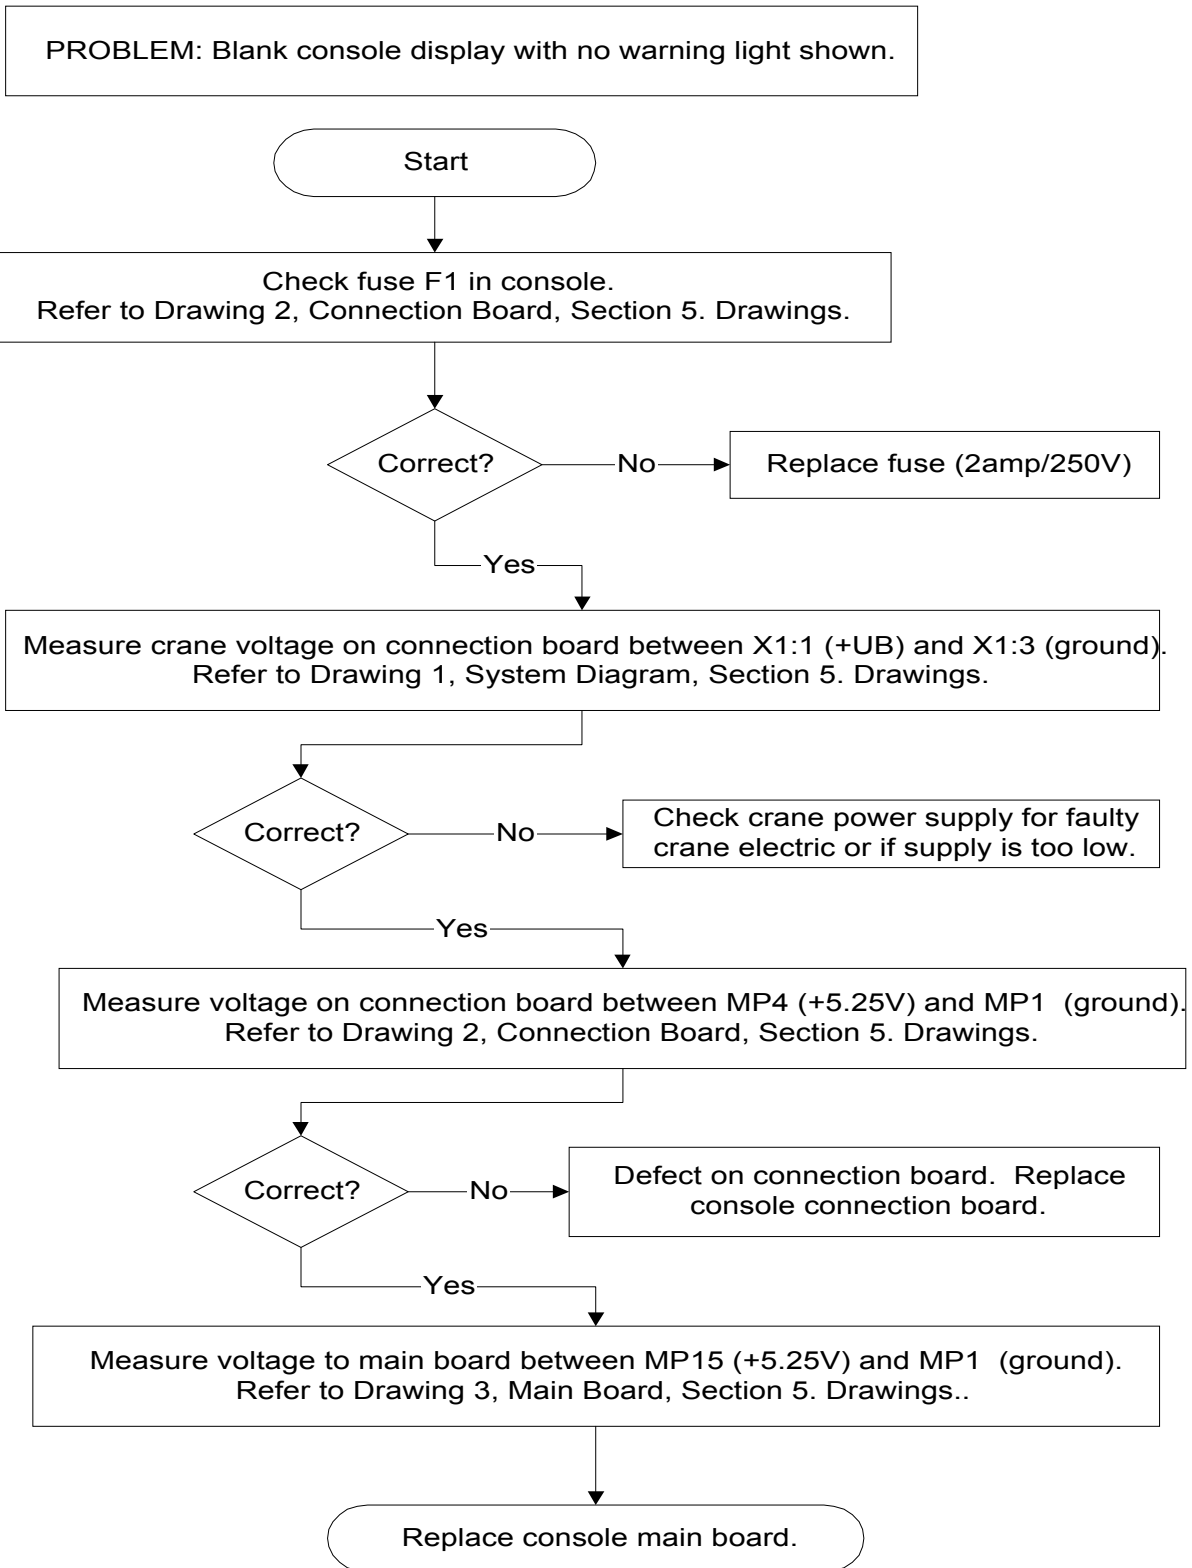 PROBLEM: Blank console display with no warning light shown.
Start
Check fuse F1 in console.
Refer to Drawing 2, Connection Board, Section 5. Drawings.
Correct?
No
Replace fuse (2amp/250V)
Yes
Measure crane voltage on connection board between X1:1 (+UB) and X1:3 (ground).
Refer to Drawing 1, System Diagram, Section 5. Drawings.
Correct?
No
Check crane power supply for faulty
crane electric or if supply is too low.
Yes
Measure voltage on connection board between MP4 (+5.25V) and MP1  (ground).
Refer to Drawing 2, Connection Board, Section 5. Drawings.
Correct?
No
Defect on connection board.  Replace
console connection board.
Yes
Measure voltage to main board between MP15 (+5.25V) and MP1  (ground).
Refer to Drawing 3, Main Board, Section 5. Drawings..
Replace console main board.